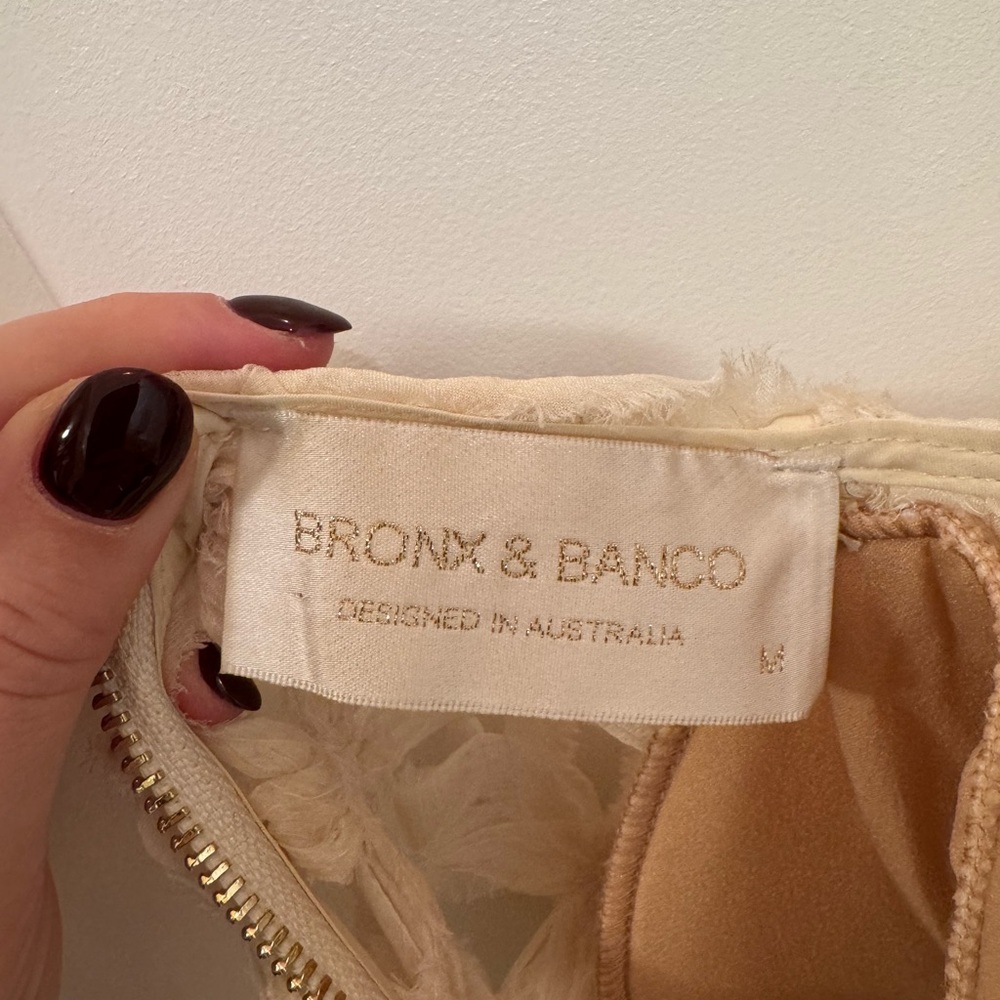 BRONX & BANCO
DESIGNED IN AUSTRALIA
M